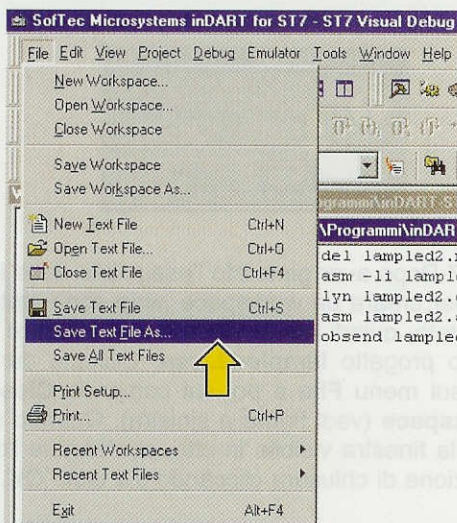 SofTec Microsystems inDART for ST7 - ST7 Visual Debug
File Edit View Project Debug Emulator Tools Window Help
New Workspace...
Open Workspace...
Close Workspace
Save Workspace
Save Workspace As...
New Text File Ctrl+N
Open Text File... Ctrl+O
Close Text File Ctrl+F4
Save Text File Ctrl+S
Save Text File As...
Save All Text Files
Print Setup...
Print... Ctrl+P
Recent Workspaces
Recent Text Files
Exit Alt+F4
\Programmi\inDAR
del lampled2.
asm -li lampl
lyn lampled2.
asm lampled2.
obsend lampled